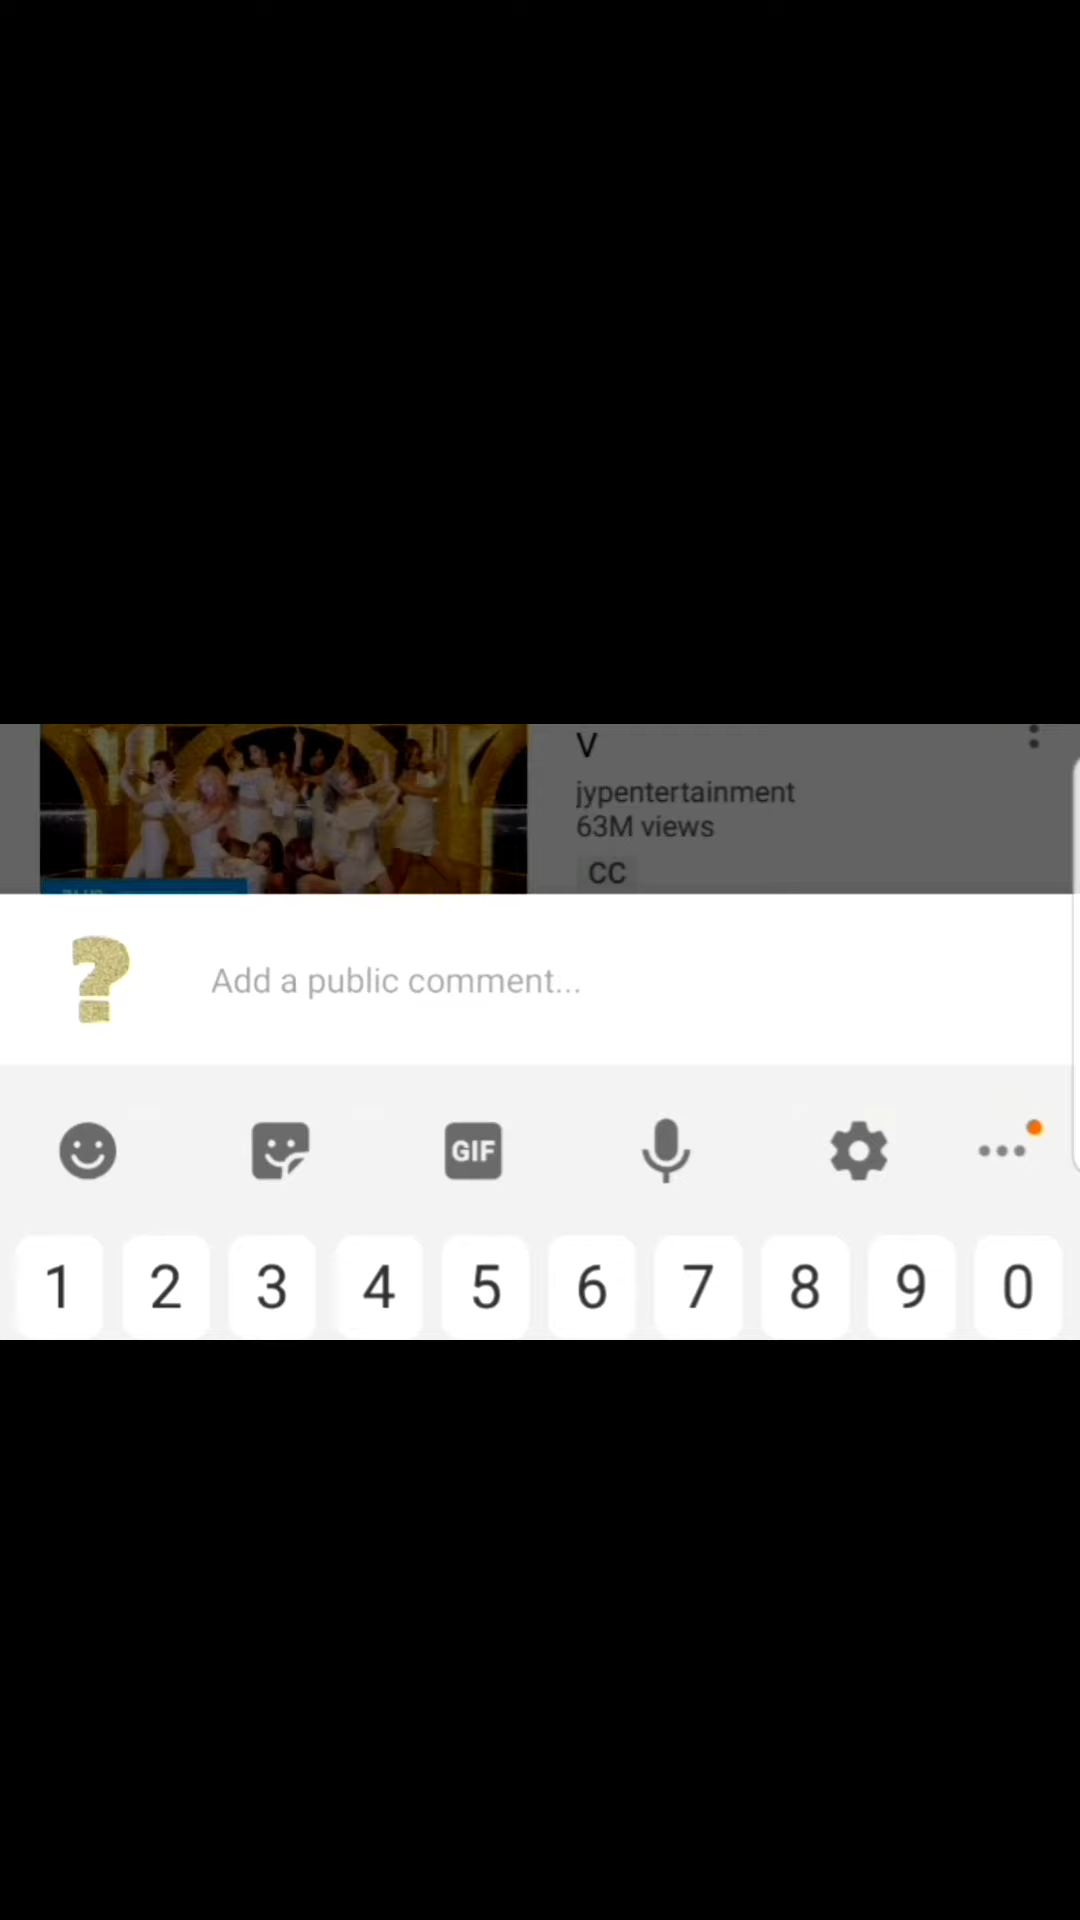 V
jypentertainment
63M views
CC
?
Add a public comment...
GIF
1 2 3 4 5 6 7 8 9 0